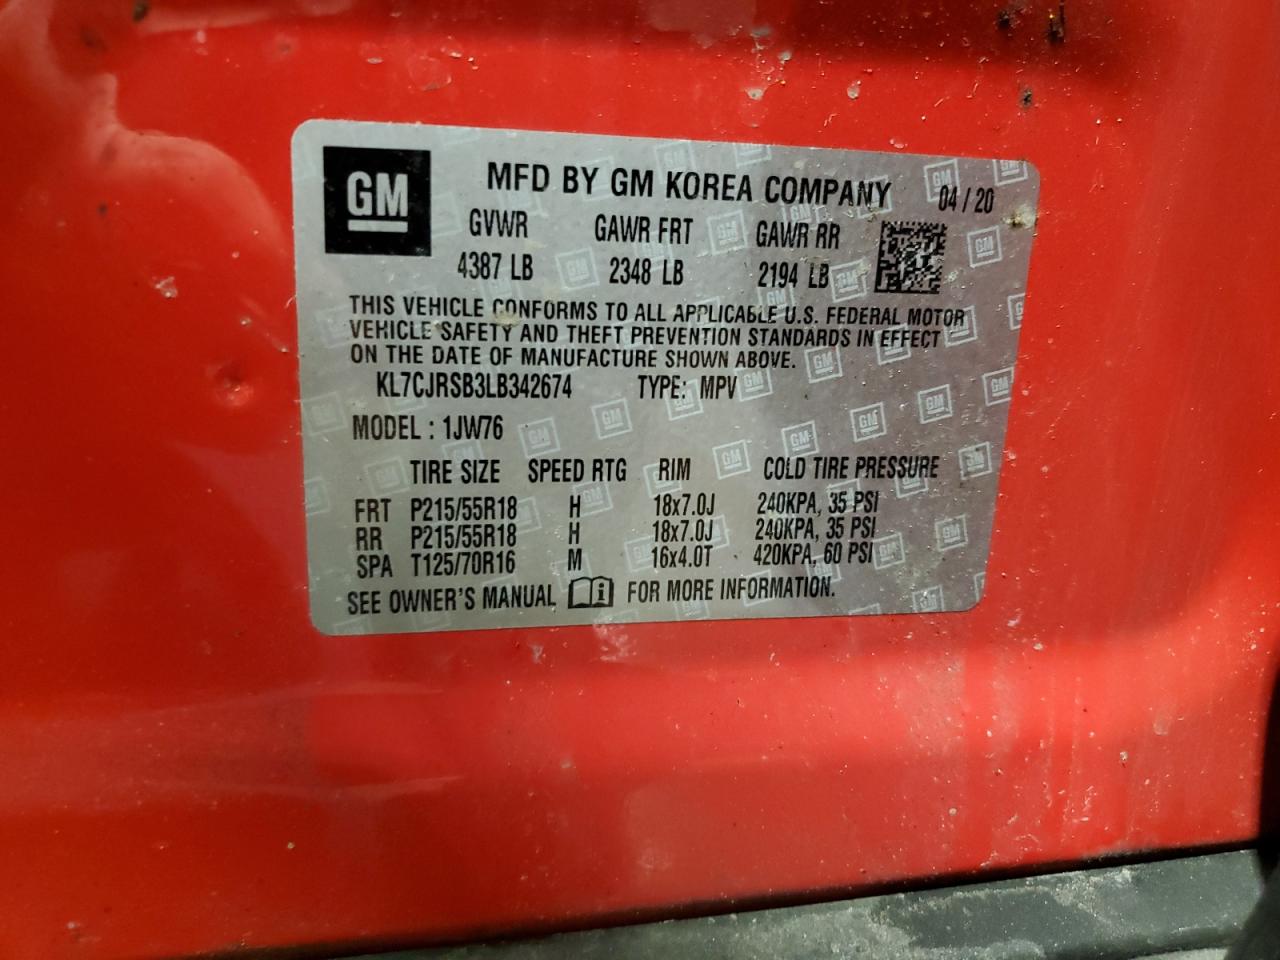 GM
MFD BY GM KOREA COMPANY 04 / 20
GVWR GAWR FRT GAWR RR
4387 LB 2348 LB 2194 LB
THIS VEHICLE CONFORMS TO ALL APPLICABLE U.S. FEDERAL MOTOR
VEHICLE SAFETY AND THEFT PREVENTION STANDARDS IN EFFECT
ON THE DATE OF MANUFACTURE SHOWN ABOVE.
KL7CJRSB3LB342674 TYPE: MPV
MODEL : 1JW76
TIRE SIZE SPEED RTG RIM COLD TIRE PRESSURE
FRT P215/55R18 H 18x7.0J 240KPA, 35 PSI
RR P215/55R18 H 18x7.0J 240KPA, 35 PSI
SPA T125/70R16 M 16x4.0T 420KPA, 60 PSI
SEE OWNER'S MANUAL i FOR MORE INFORMATION.